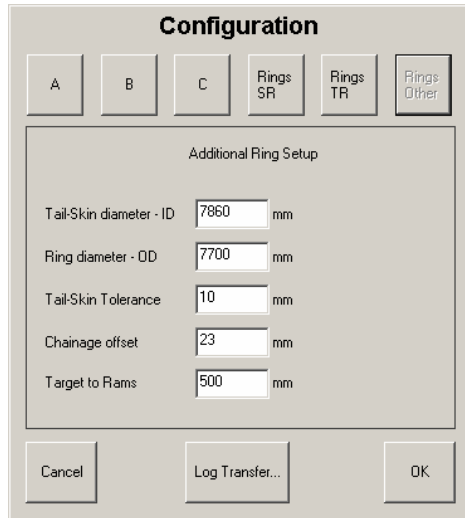 Configuration
A
B
C
Rings
SR
Rings
TR
Rings
Other
Additional Ring Setup
Tail-Skin diameter - ID 7860 mm
Ring diameter - OD 7700 mm
Tail-Skin Tolerance 10 mm
Chainage offset 23 mm
Target to Rams 500 mm
Cancel
Log Transfer...
OK